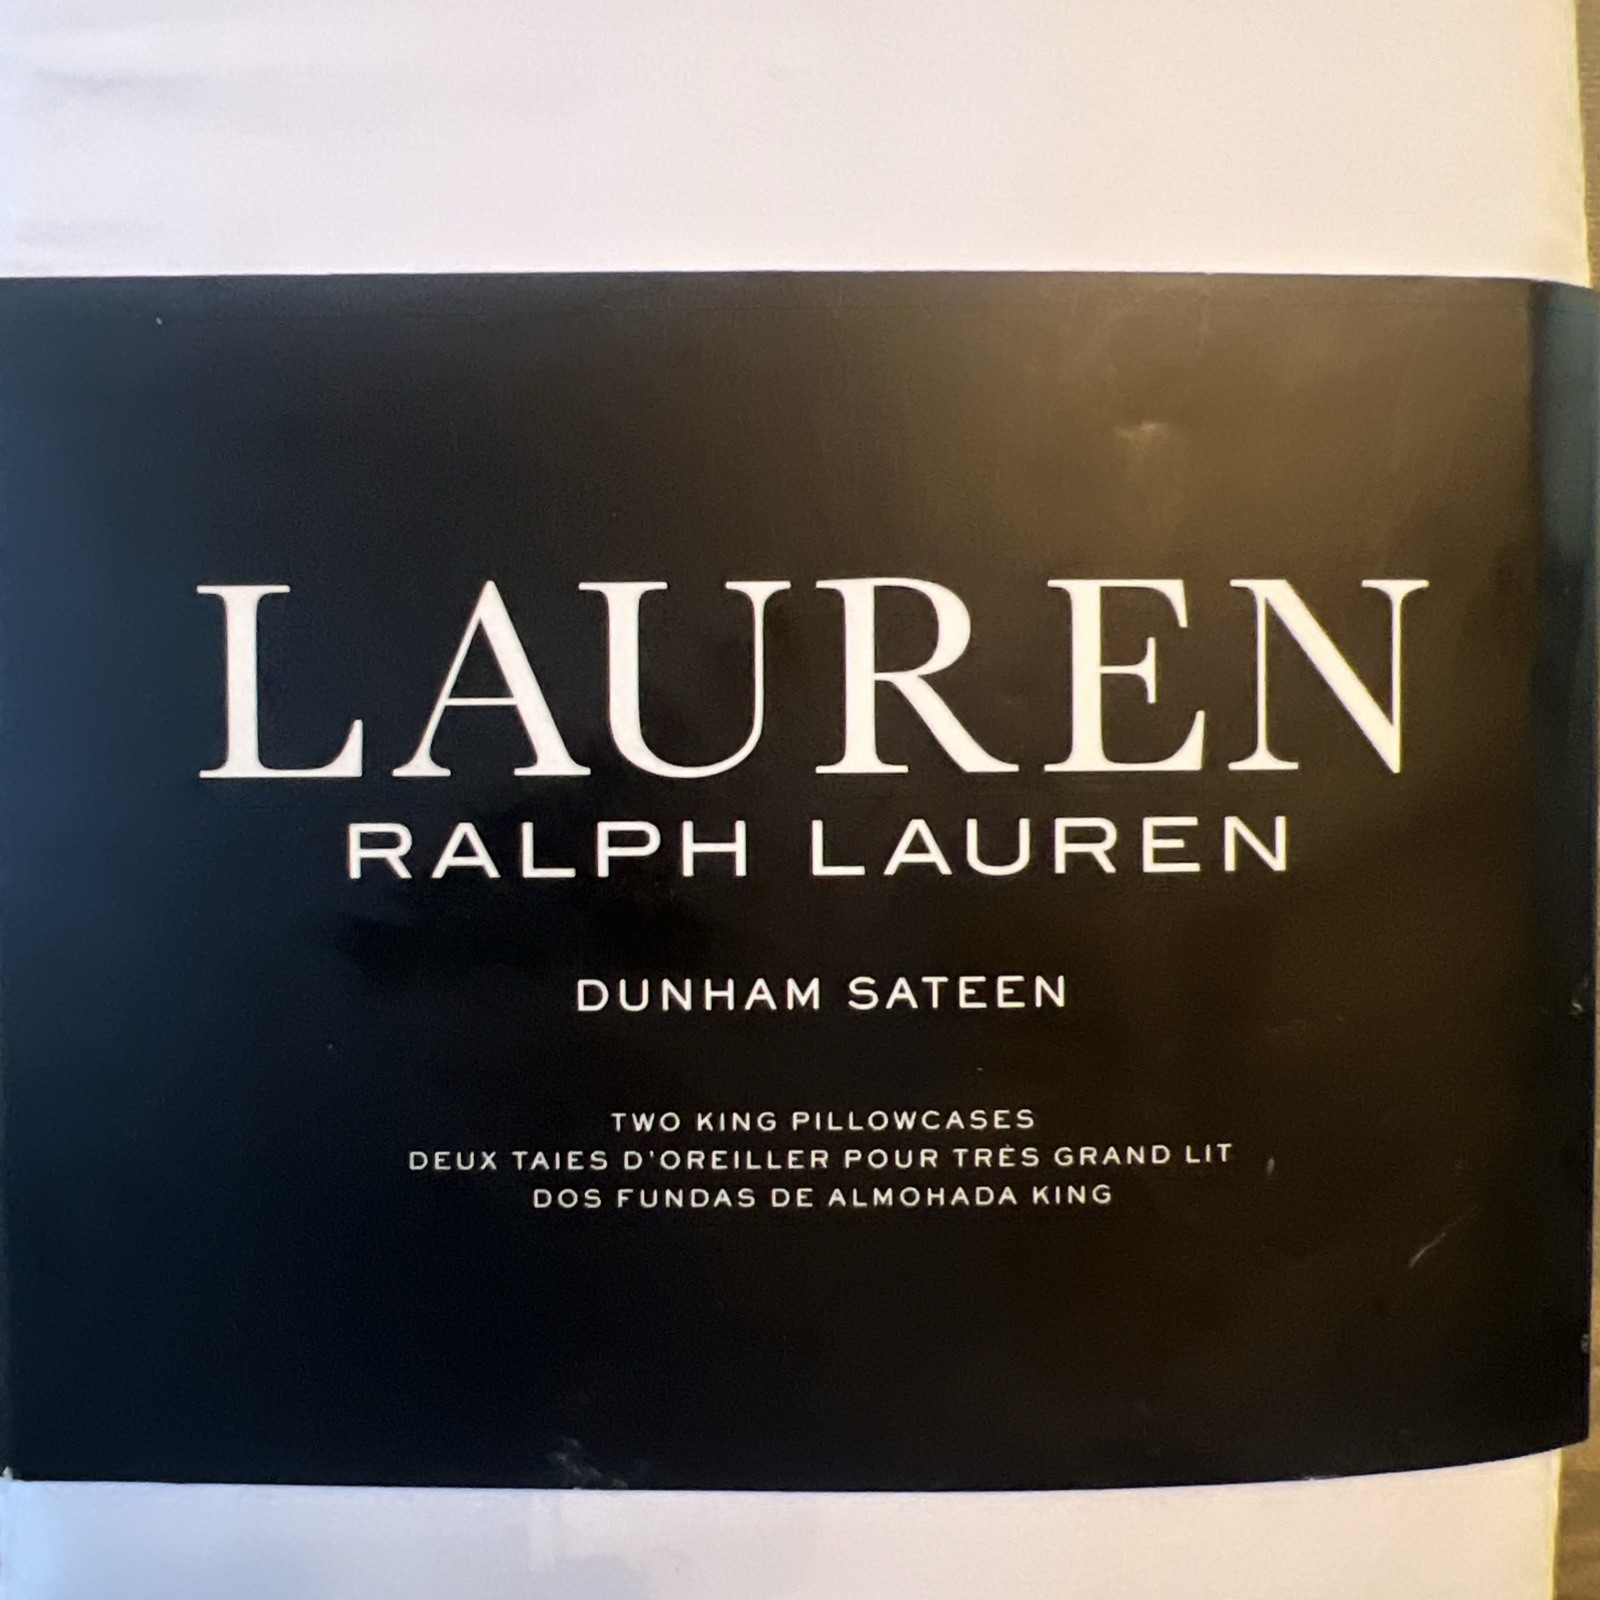 LAUREN
RALPH LAUREN
DUNHAM SATEEN
TWO KING PILLOWCASES
DEUX TAIES D'OREILLER POUR TRÈS GRAND LIT
DOS FUNDAS DE ALMOHADA KING